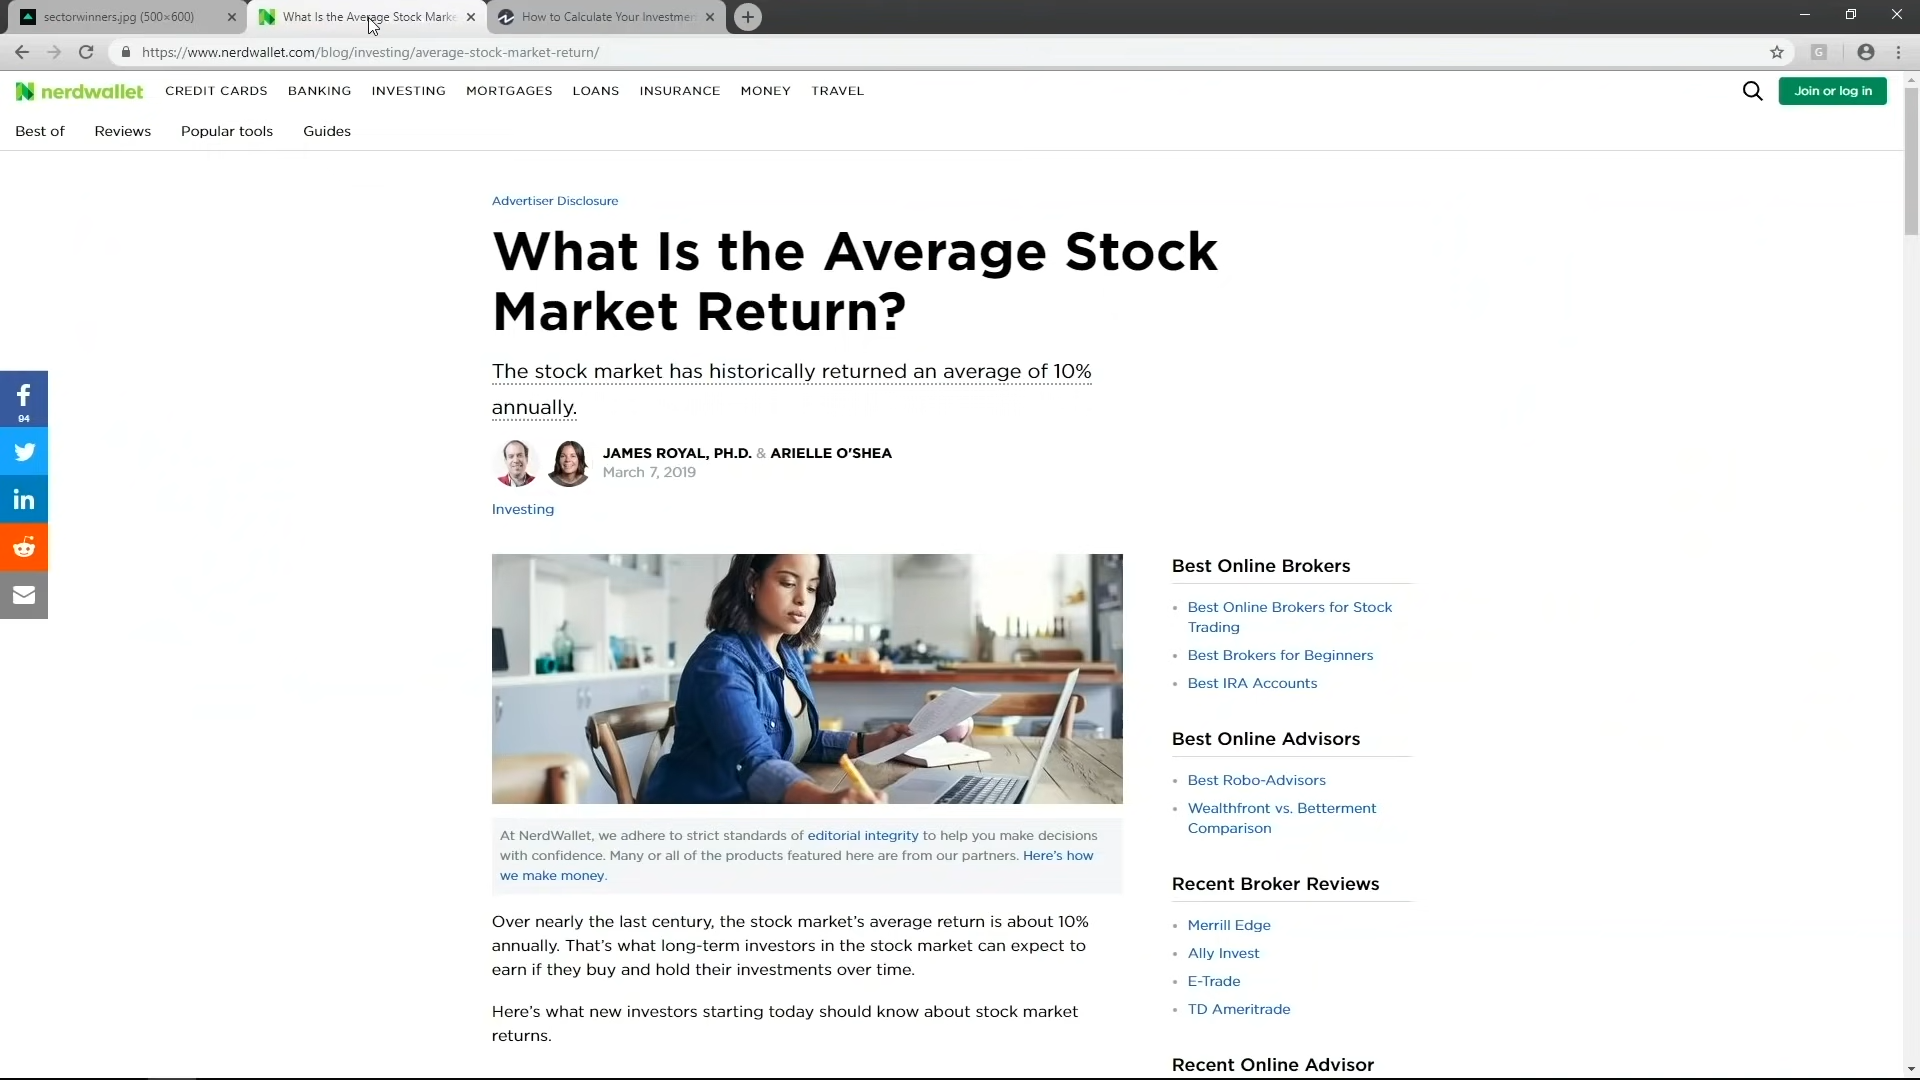 sectorwinners.jpg (500×600)
What Is the Average Stock Marke
How to Calculate Your Investmen
https://www.nerdwallet.com/blog/investing/average-stock-market-return/
G
nerdwallet
CREDIT CARDS BANKING INVESTING MORTGAGES LOANS INSURANCE MONEY TRAVEL
Join or log in
Best of Reviews Popular tools Guides
Advertiser Disclosure
What Is the Average Stock
Market Return?
The stock market has historically returned an average of 10%
annually.
JAMES ROYAL, PH.D. & ARIELLE O'SHEA
March 7, 2019
Investing
94
in
At NerdWallet, we adhere to strict standards of editorial integrity to help you make decisions
with confidence. Many or all of the products featured here are from our partners. Here’s how
we make money.
Over nearly the last century, the stock market’s average return is about 10%
annually. That’s what long-term investors in the stock market can expect to
earn if they buy and hold their investments over time.
Here’s what new investors starting today should know about stock market
returns.
Best Online Brokers
Best Online Brokers for Stock
Trading
Best Brokers for Beginners
Best IRA Accounts
Best Online Advisors
Best Robo-Advisors
Wealthfront vs. Betterment
Comparison
Recent Broker Reviews
Merrill Edge
Ally Invest
E-Trade
TD Ameritrade
Recent Online Advisor